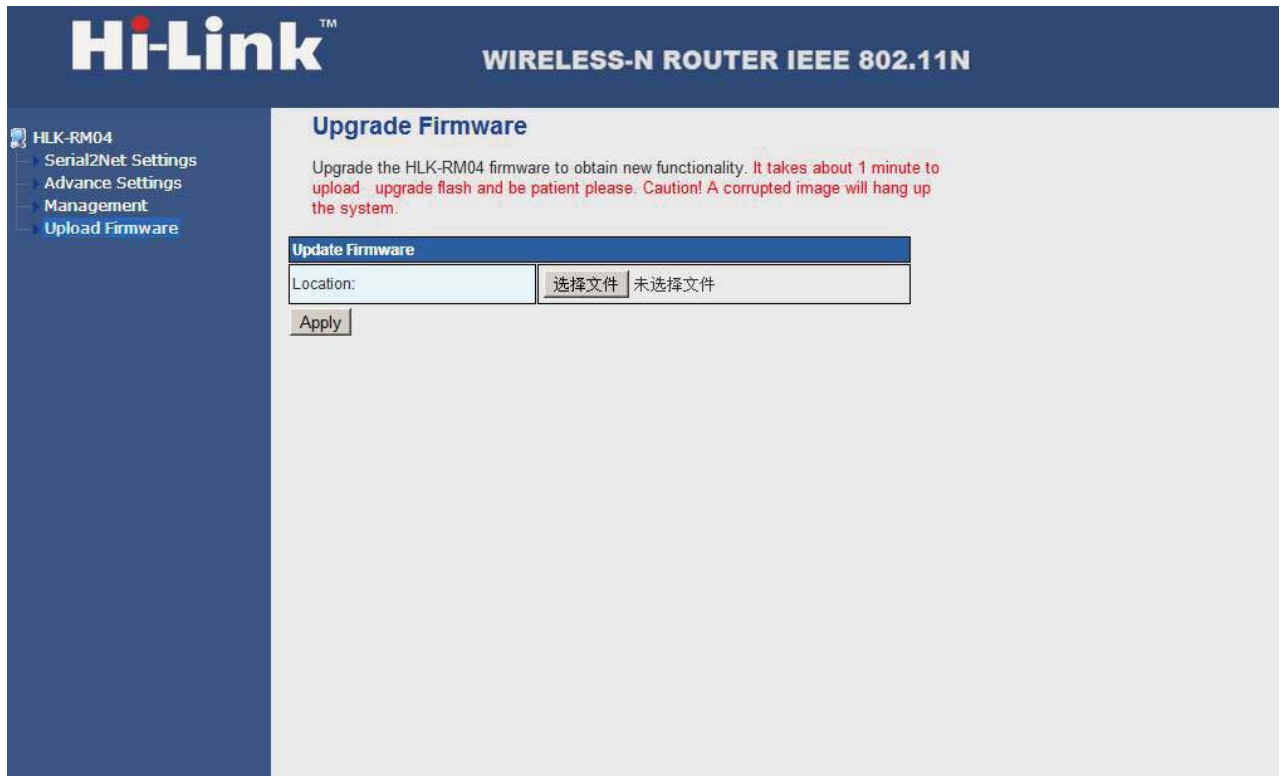 Hi-Link™
WIRELESS-N ROUTER IEEE 802.11N
HLK-RM04
Serial2Net Settings
Advance Settings
Management
Upload Firmware
Upgrade Firmware
Upgrade the HLK-RM04 firmware to obtain new functionality. It takes about 1 minute to
upload upgrade flash and be patient please. Caution! A corrupted image will hang up
the system.
Update Firmware
Location: 选择文件 未选择文件
Apply